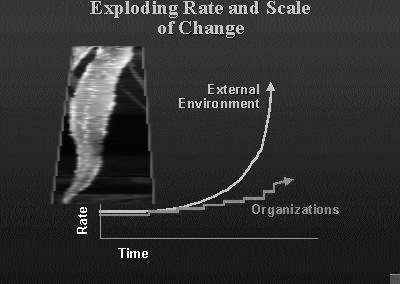 Exploding Rate and Scale
of Change
External
Environment
Organizations
Rate
Time